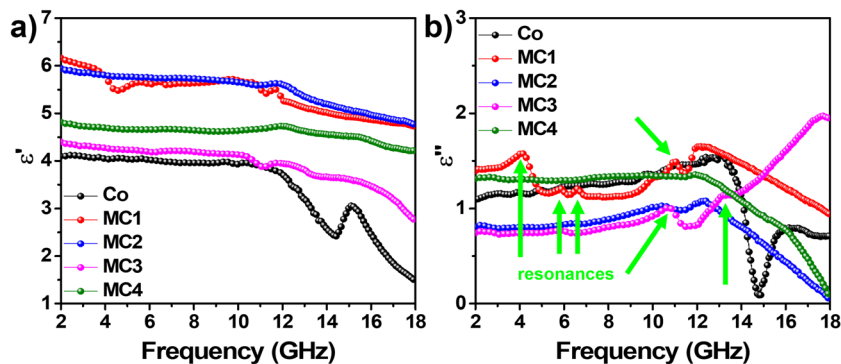 a)
7
6
5
4
3
2
1
ε'
Co
MC1
MC2
MC3
MC4
2 4 6 8 10 12 14 16 18
Frequency (GHz)
b)
3
2
1
0
ε''
Co
MC1
MC2
MC3
MC4
resonances
2 4 6 8 10 12 14 16 18
Frequency (GHz)